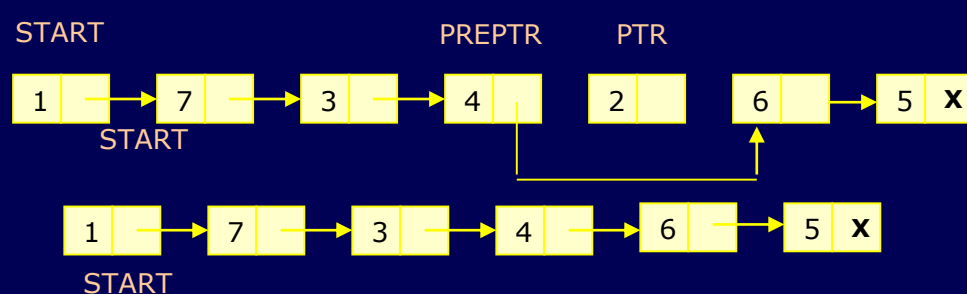 START PREPTR PTR
1 7 3 4 2 6 5 X
START
1 7 3 4 6 5 X
START